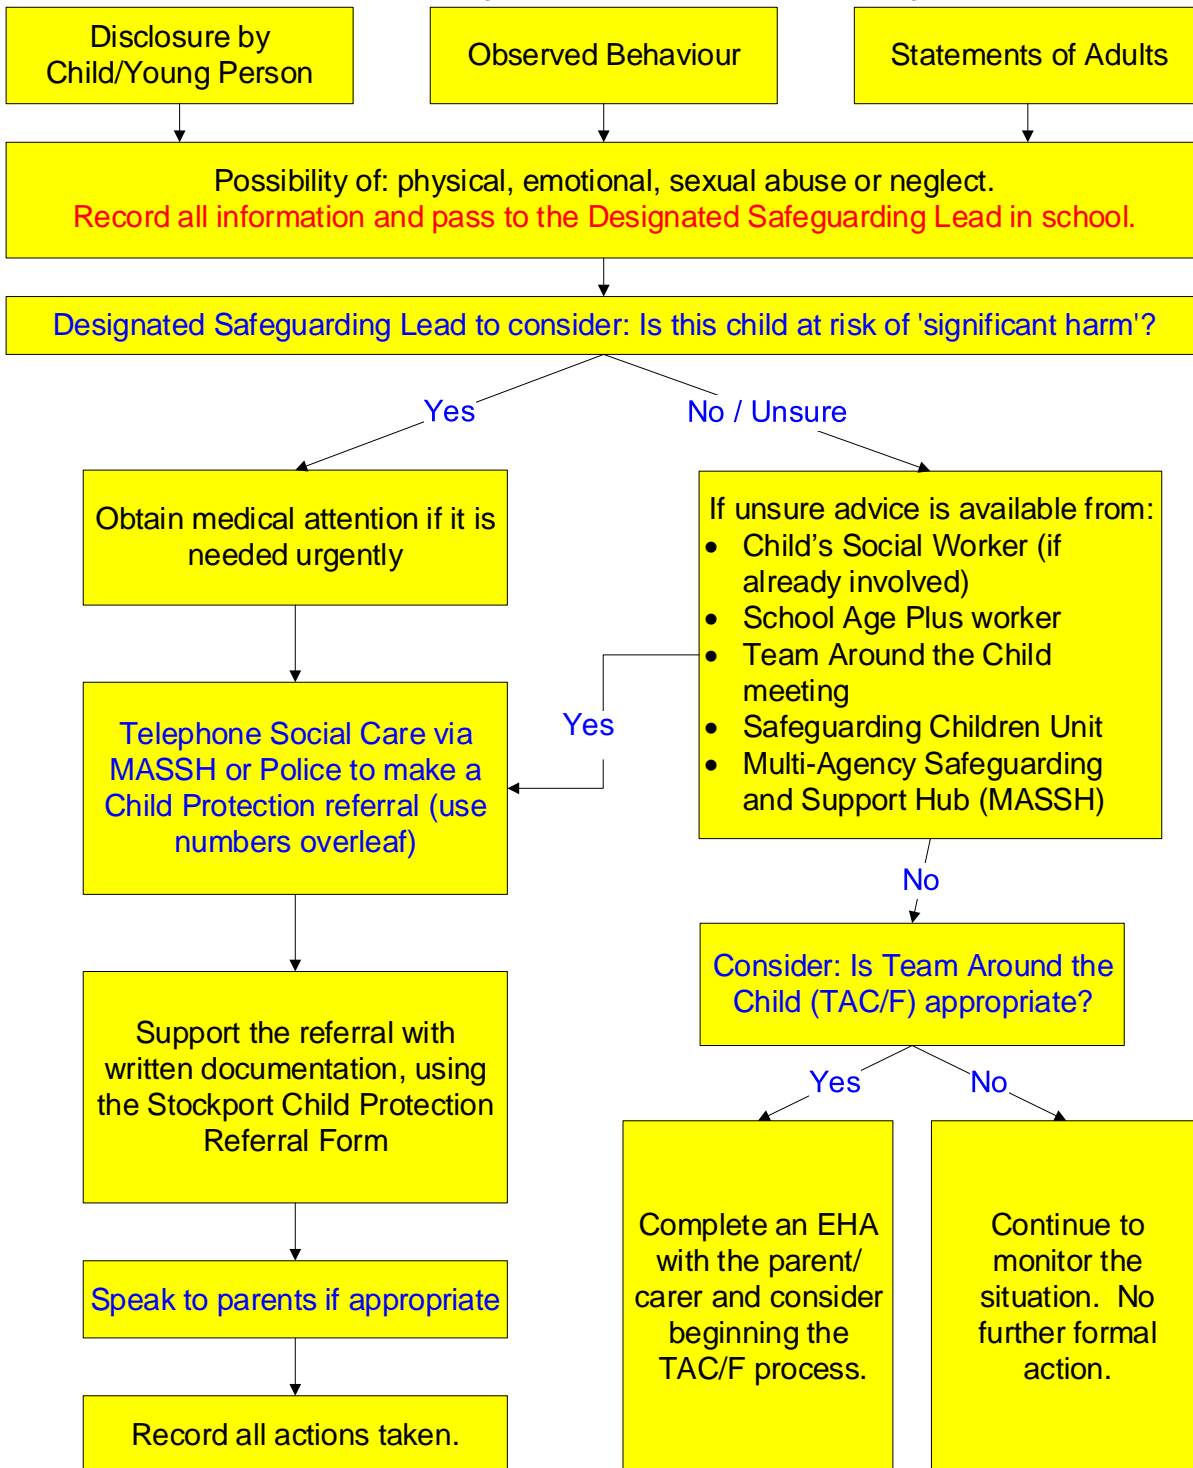 Disclosure by
Child/Young Person
Observed Behaviour
Statements of Adults
Possibility of: physical, emotional, sexual abuse or neglect.
Record all information and pass to the Designated Safeguarding Lead in school.
Designated Safeguarding Lead to consider: Is this child at risk of 'significant harm'?
Yes
No / Unsure
Obtain medical attention if it is
needed urgently
If unsure advice is available from:
• Child’s Social Worker (if
already involved)
• School Age Plus worker
• Team Around the Child
meeting
• Safeguarding Children Unit
• Multi-Agency Safeguarding
and Support Hub (MASSH)
Yes
Telephone Social Care via
MASSH or Police to make a
Child Protection referral (use
numbers overleaf)
No
Consider: Is Team Around the
Child (TAC/F) appropriate?
Support the referral with
written documentation, using
the Stockport Child Protection
Referral Form
Yes
No
Complete an EHA
with the parent/
carer and consider
beginning the
TAC/F process.
Continue to
monitor the
situation.  No
further formal
action.
Speak to parents if appropriate
Record all actions taken.